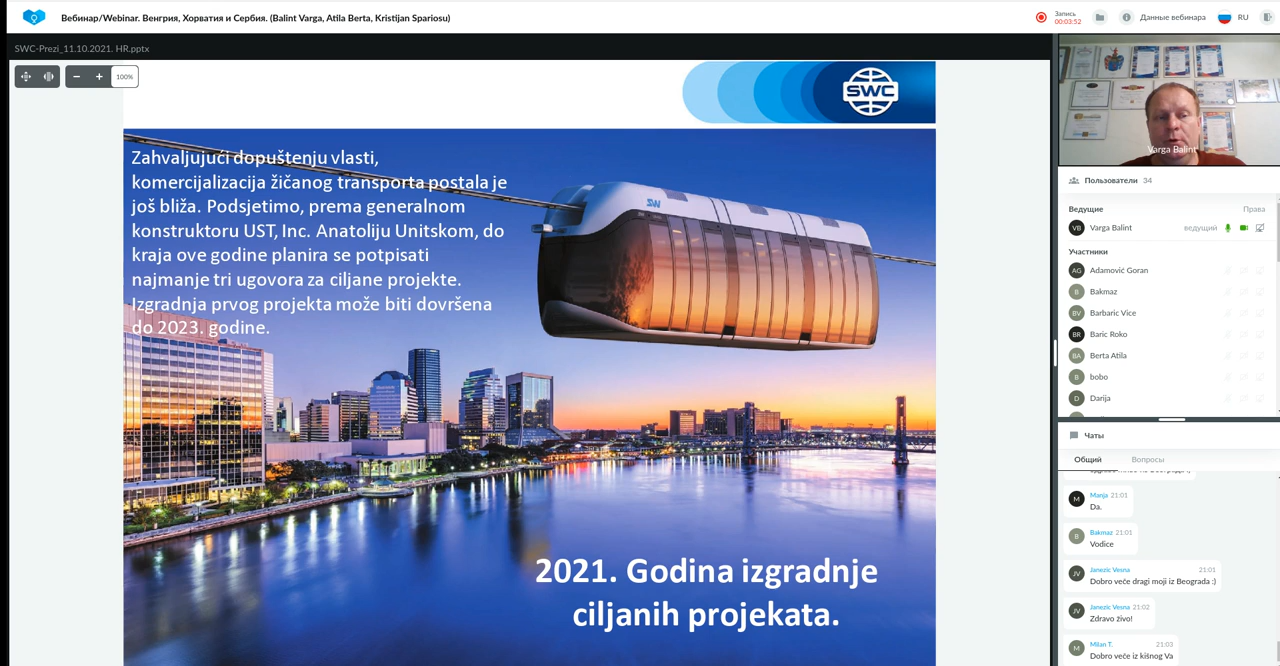 Вебинар/Webinar. Венгрия, Хорватия и Сербия. (Balint Varga, Atila Berta, Kristijan Spariosu)
Запись
00:03:52
Данные вебинара
RU
SWC-Prezi_11.10.2021. HR.pptx
100%
SWC
Zahvaljujući dopuštenju vlasti,
komercijalizacija žičanog transporta postala je
još bliža. Podsjetimo, prema generalnom
konstruktoru UST, Inc. Anatoliju Unitskom, do
kraja ove godine planira se potpisati
najmanje tri ugovora za ciljane projekte.
Izgradnja prvog projekta može biti dovršena
do 2023. godine.
SW
2021. Godina izgradnje
ciljanih projekata.
Varga Balint
Пользователи 34
Ведущие Права
VB Varga Balint ведущий
Участники
AG Adamović Goran
B Bakmaz
BV Barbaric Vice
BR Baric Roko
BA Berta Atila
B bobo
D Darija
Чаты
Общий Вопросы
M Manja 21:01
Da.
B Bakmaz 21:01
Vodice
JV Janezic Vesna 21:01
Dobro veče dragi moji iz Beograda :)
JV Janezic Vesna 21:02
Zdravo živo!
M Milan T. 21:03
Dobro veče iz kišnog Va